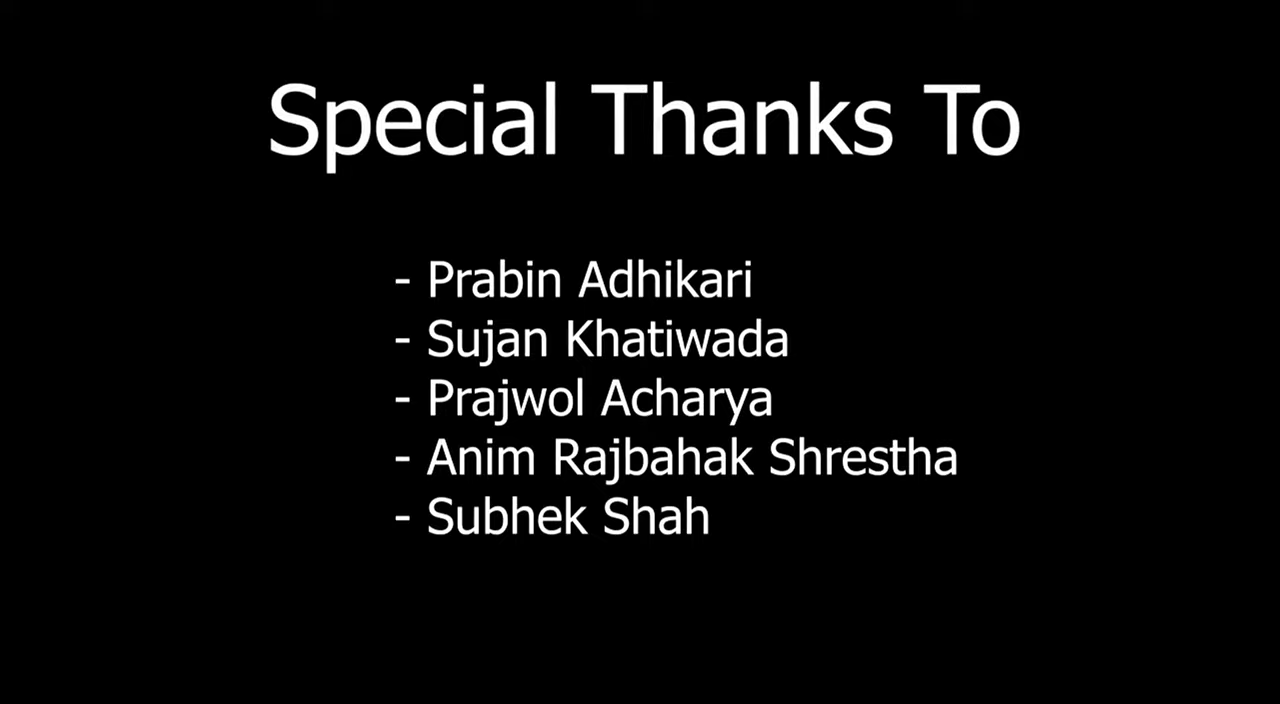 Special Thanks To
- Prabin Adhikari
- Sujan Khatiwada
- Prajwol Acharya
- Anim Rajbahak Shrestha
- Subhek Shah